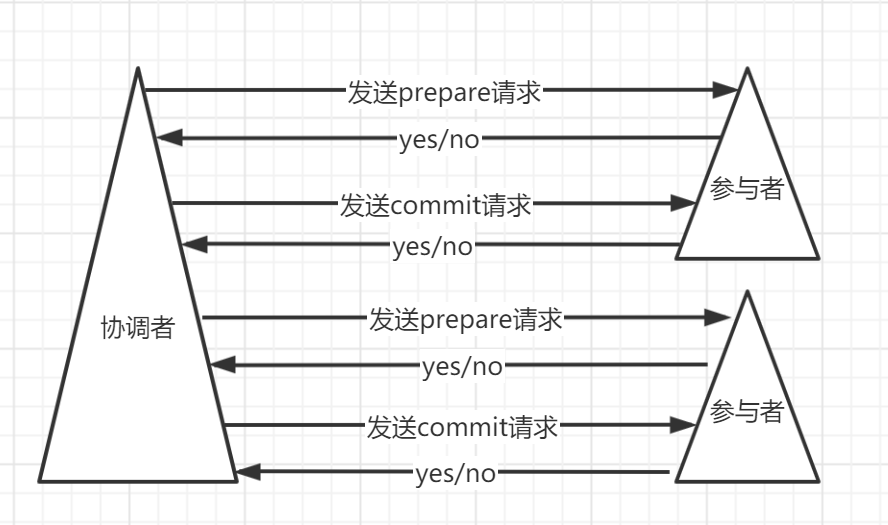 发送prepare请求
yes/no
参与者
发送commit请求
yes/no
协调者
发送prepare请求
yes/no
参与者
发送commit请求
yes/no